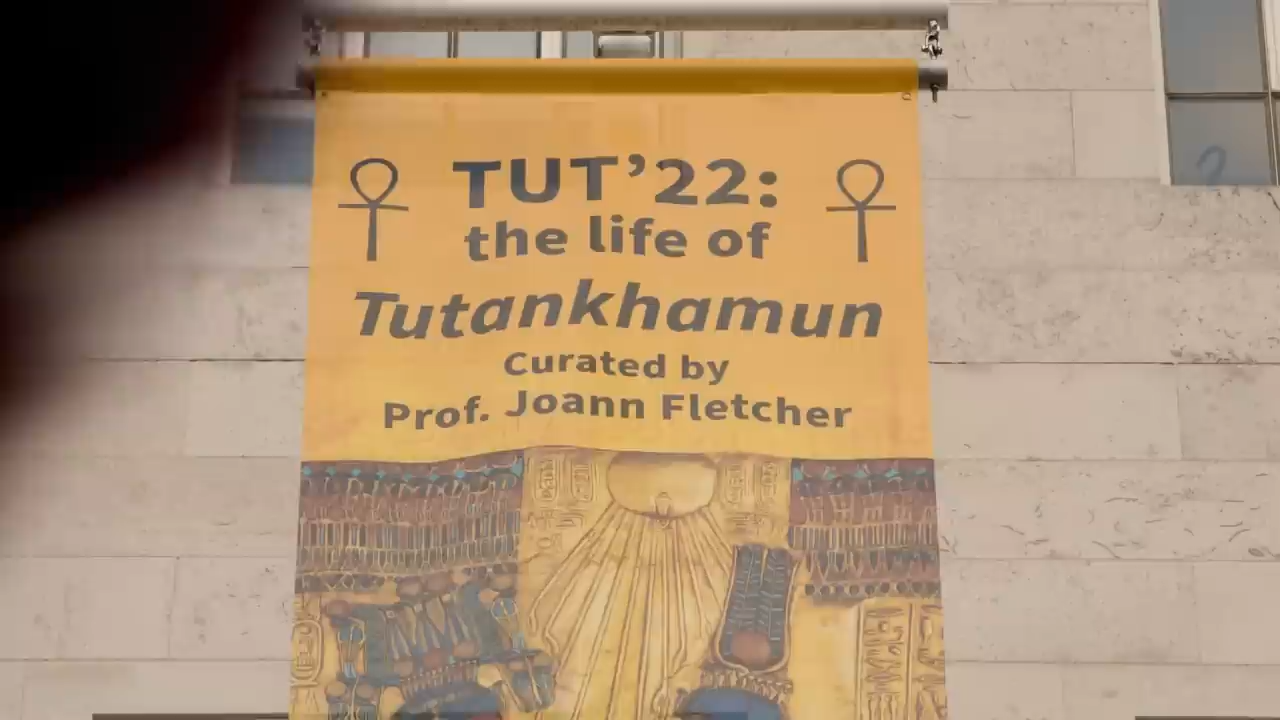 TUT’22:
the life of
Tutankhamun
Curated by
Prof. Joann Fletcher